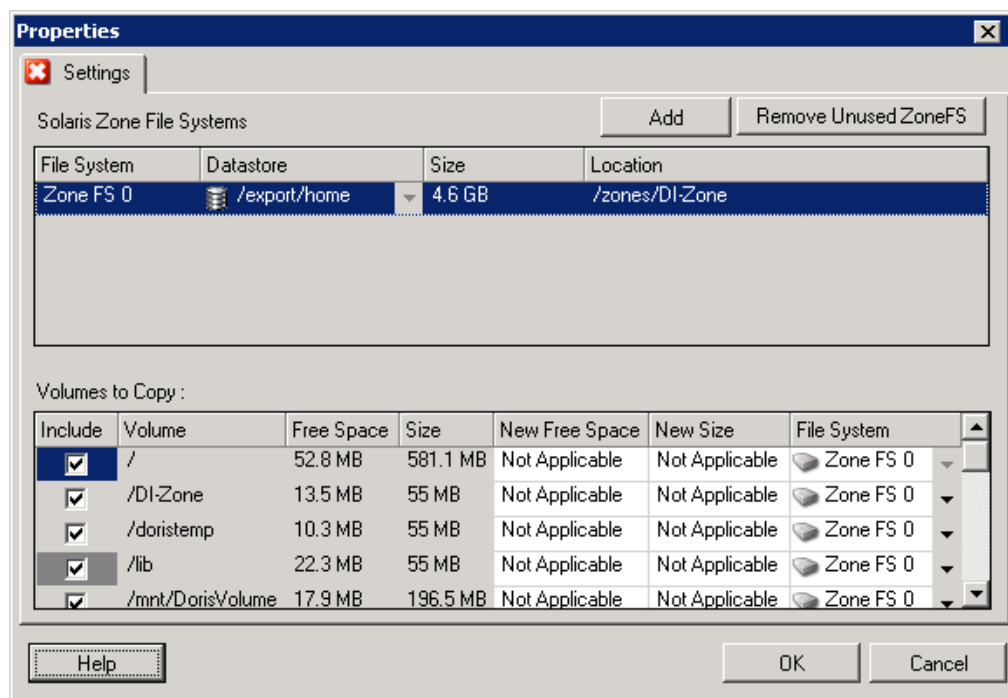 Properties
Settings
Solaris Zone File Systems
Add
Remove Unused ZoneFS
File System Datastore Size Location
Zone FS 0 /export/home 4.6 GB /zones/DI-Zone
Volumes to Copy :
Include Volume Free Space Size New Free Space New Size File System
/ 52.8 MB 581.1 MB Not Applicable Not Applicable Zone FS 0
/DI-Zone 13.5 MB 55 MB Not Applicable Not Applicable Zone FS 0
/doristemp 10.3 MB 55 MB Not Applicable Not Applicable Zone FS 0
/lib 22.3 MB 55 MB Not Applicable Not Applicable Zone FS 0
/mnt/DorisVolume 17.9 MB 196.5 MB Not Applicable Not Applicable Zone FS 0
Help
OK
Cancel